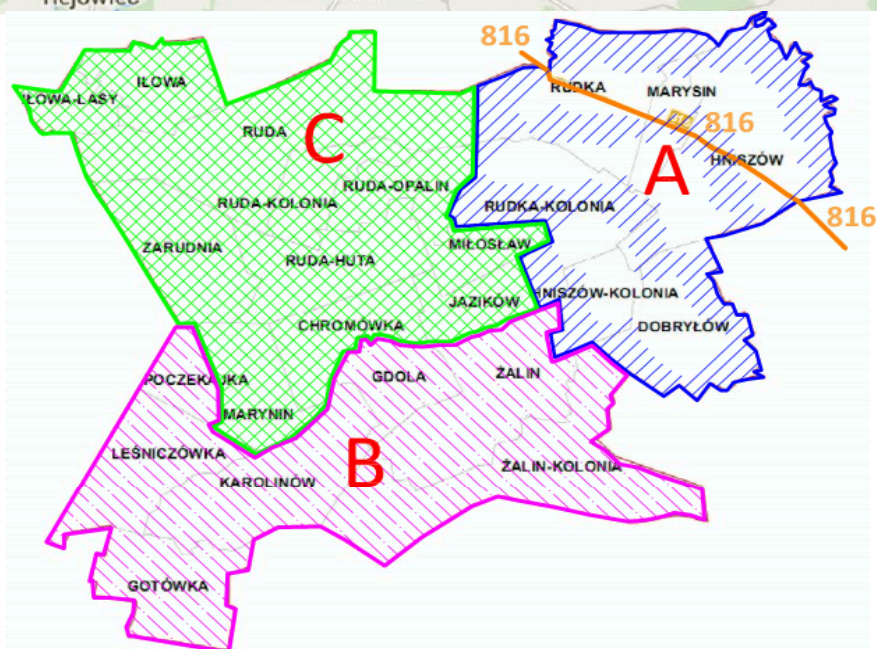 816
RUDKA
MARYSIN
IŁOWA
IŁOWA-LASY
RUDA
C
816
A
HNISZÓW
RUDA-OPALIN
RUDA-KOLONIA
RUDKA-KOLONIA
816
ZARUDNIA
MIŁOSŁAW
RUDA-HUTA
HNISZÓW-KOLONIA
JAZIKÓW
CHROMÓWKA
DOBRYŁÓW
POCZEKAJKA
GDOLA
ŻALIN
MARYNIN
LEŚNICZÓWKA
B
ŻALIN-KOLONIA
KAROLINÓW
GOTÓWKA